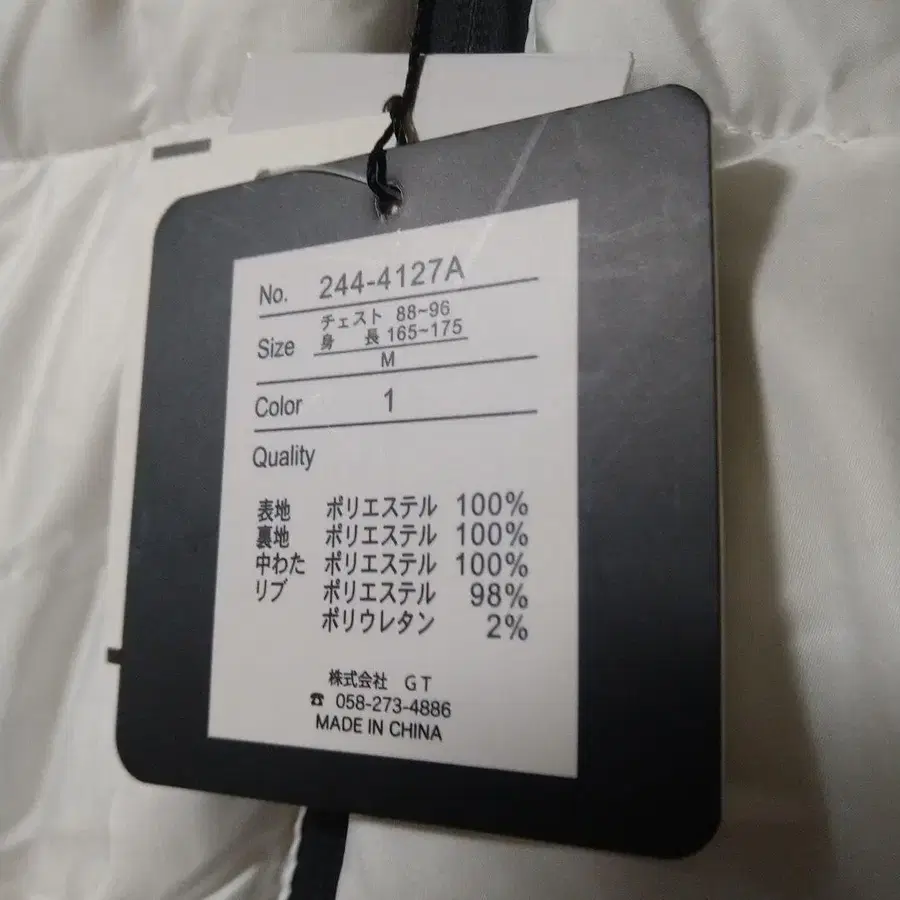 No. 244-4127A
Size チェスト 88~96
身 長 165~175
M
Color 1
Quality
表地 ポリエステル 100%
裏地 ポリエステル 100%
中わた ポリエステル 100%
リブ ポリエステル 98%
ポリウレタン 2%
株式会社 GT
☎ 058-273-4886
MADE IN CHINA